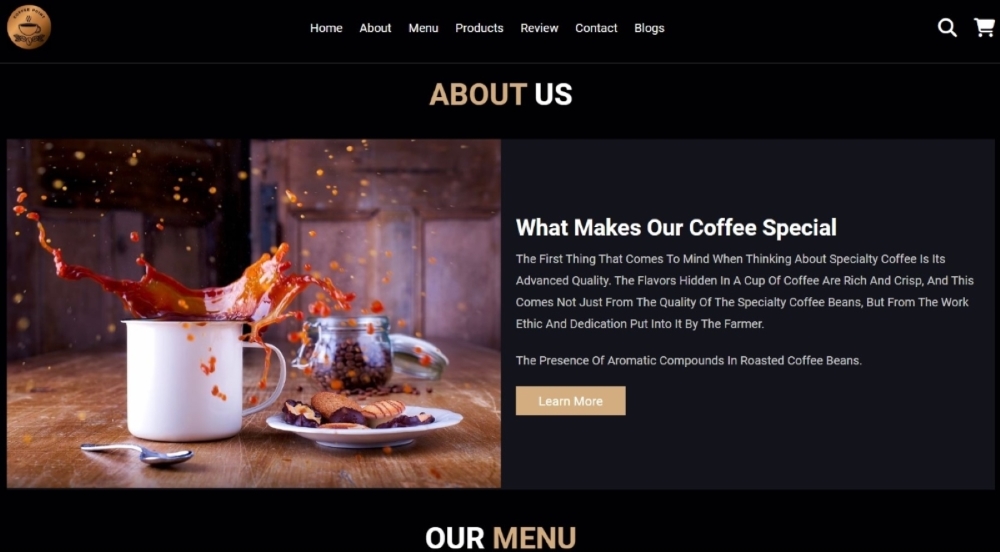 COFFEE POINT
Home About Menu Products Review Contact Blogs
ABOUT US
What Makes Our Coffee Special
The First Thing That Comes To Mind When Thinking About Specialty Coffee Is Its
Advanced Quality. The Flavors Hidden In A Cup Of Coffee Are Rich And Crisp, And This
Comes Not Just From The Quality Of The Specialty Coffee Beans, But From The Work
Ethic And Dedication Put Into It By The Farmer.
The Presence Of Aromatic Compounds In Roasted Coffee Beans.
Learn More
OUR MENU